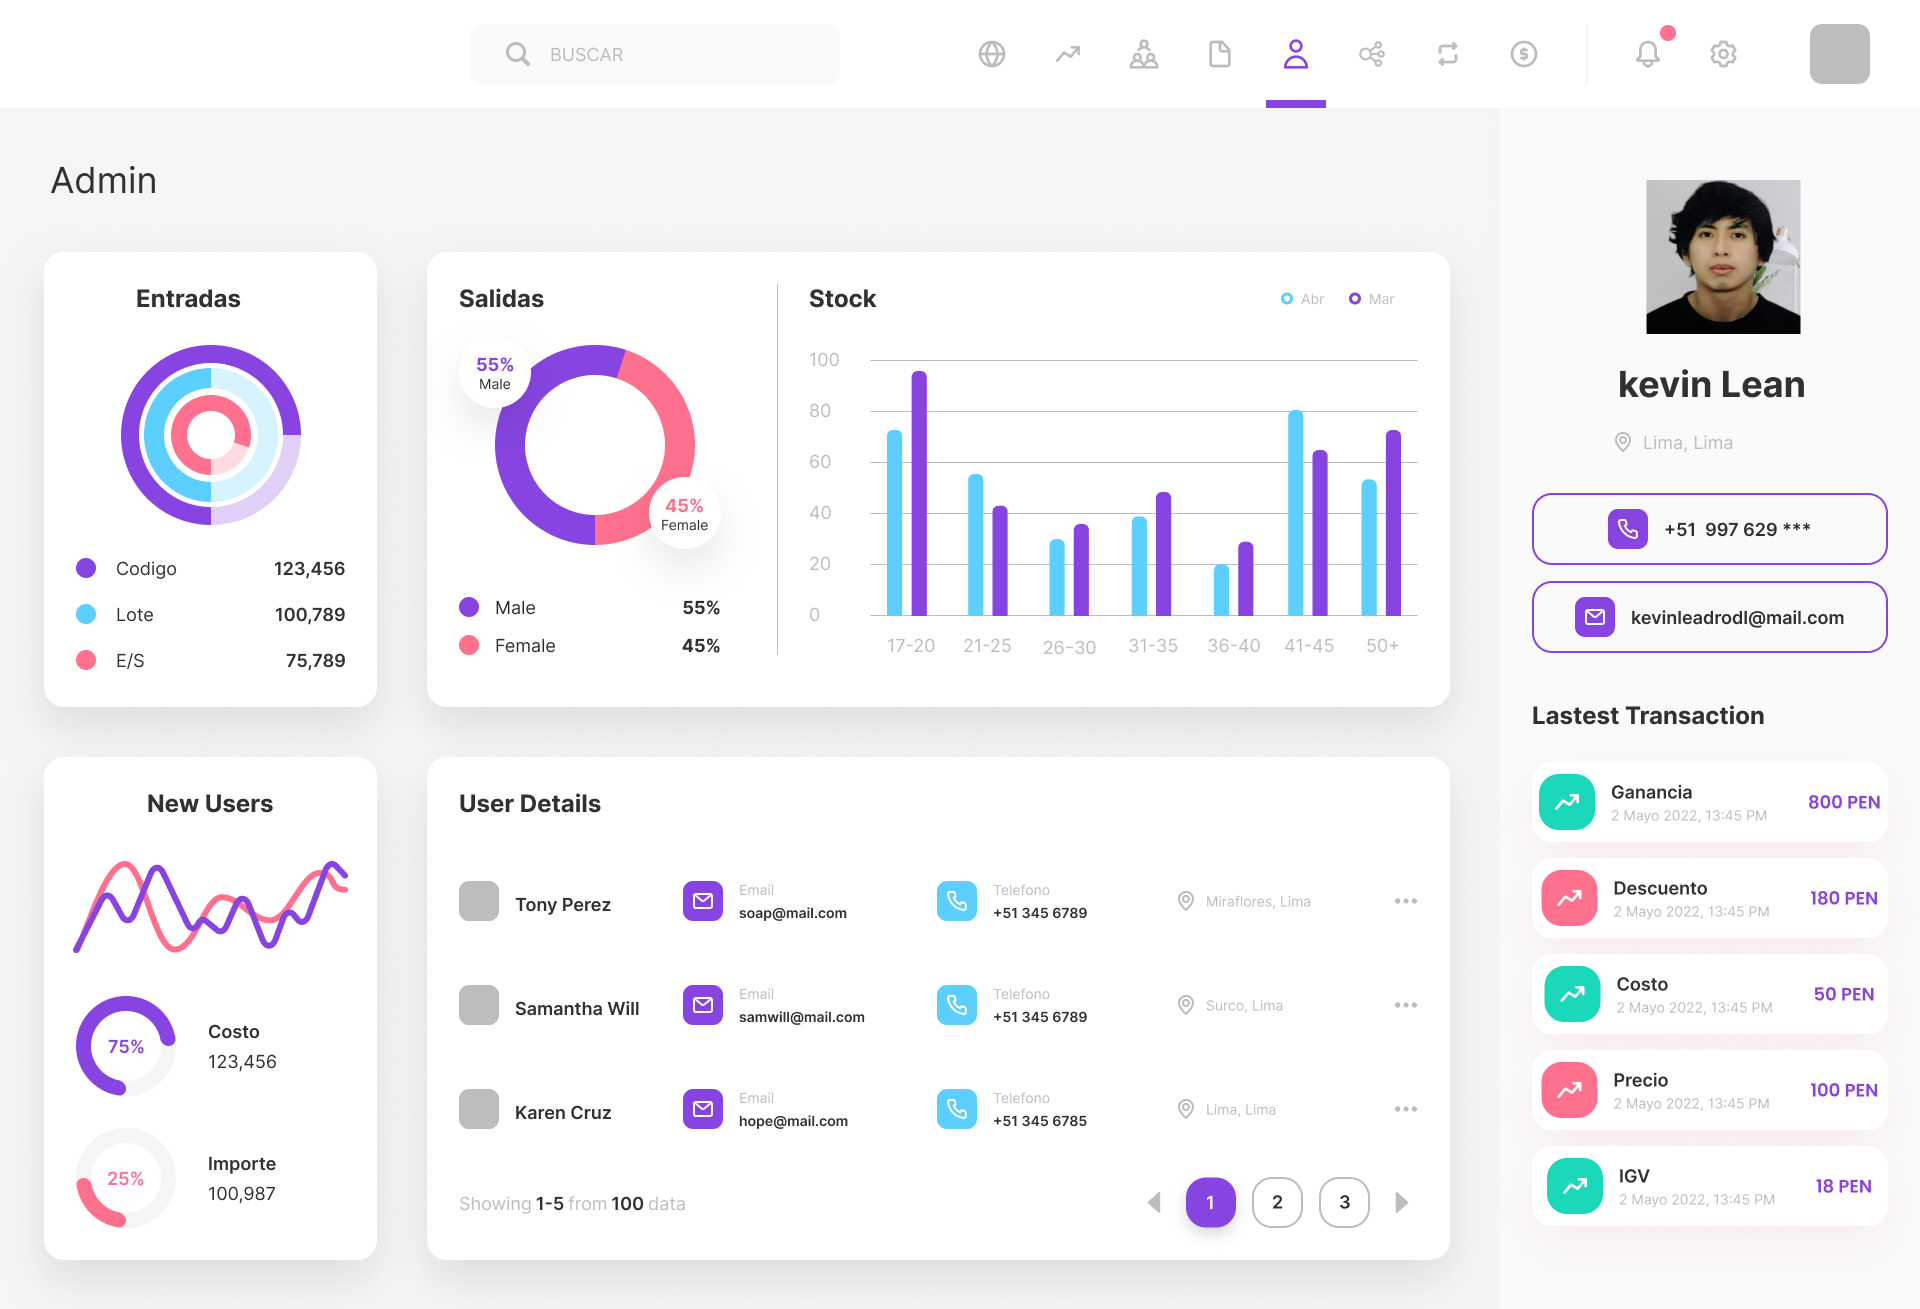 BUSCAR
Admin
Entradas
Codigo 123,456
Lote 100,789
E/S 75,789
Salidas
55%
Male
45%
Female
Male 55%
Female 45%
Stock
Abr Mar
100
80
60
40
20
0
17-20 21-25 26-30 31-35 36-40 41-45 50+
New Users
75%
Costo
123,456
25%
Importe
100,987
User Details
Tony Perez
Email
soap@mail.com
Telefono
+51 345 6789
Miraflores, Lima
Samantha Will
Email
samwill@mail.com
Telefono
+51 345 6789
Surco, Lima
Karen Cruz
Email
hope@mail.com
Telefono
+51 345 6785
Lima, Lima
Showing 1-5 from 100 data
1 2 3
kevin Lean
Lima, Lima
+51 997 629 ***
kevinleadrodl@mail.com
Lastest Transaction
Ganancia
2 Mayo 2022, 13:45 PM
800 PEN
Descuento
2 Mayo 2022, 13:45 PM
180 PEN
Costo
2 Mayo 2022, 13:45 PM
50 PEN
Precio
2 Mayo 2022, 13:45 PM
100 PEN
IGV
2 Mayo 2022, 13:45 PM
18 PEN